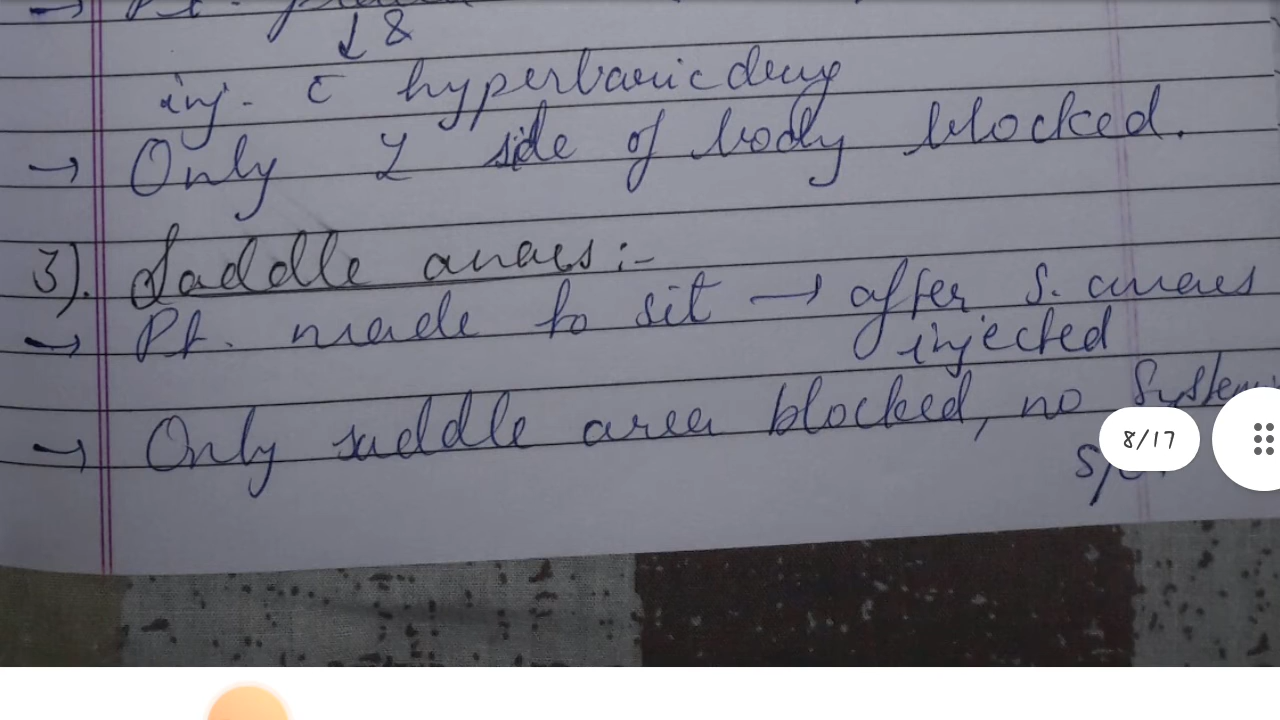 → Pt.
↓ &
inj. c̄ hyperbaric drug
→ Only L side of body blocked.
3). Saddle anaes :-
→ Pt. made to sit → after S. anaes
injected
→ Only saddle area blocked, no
8/17